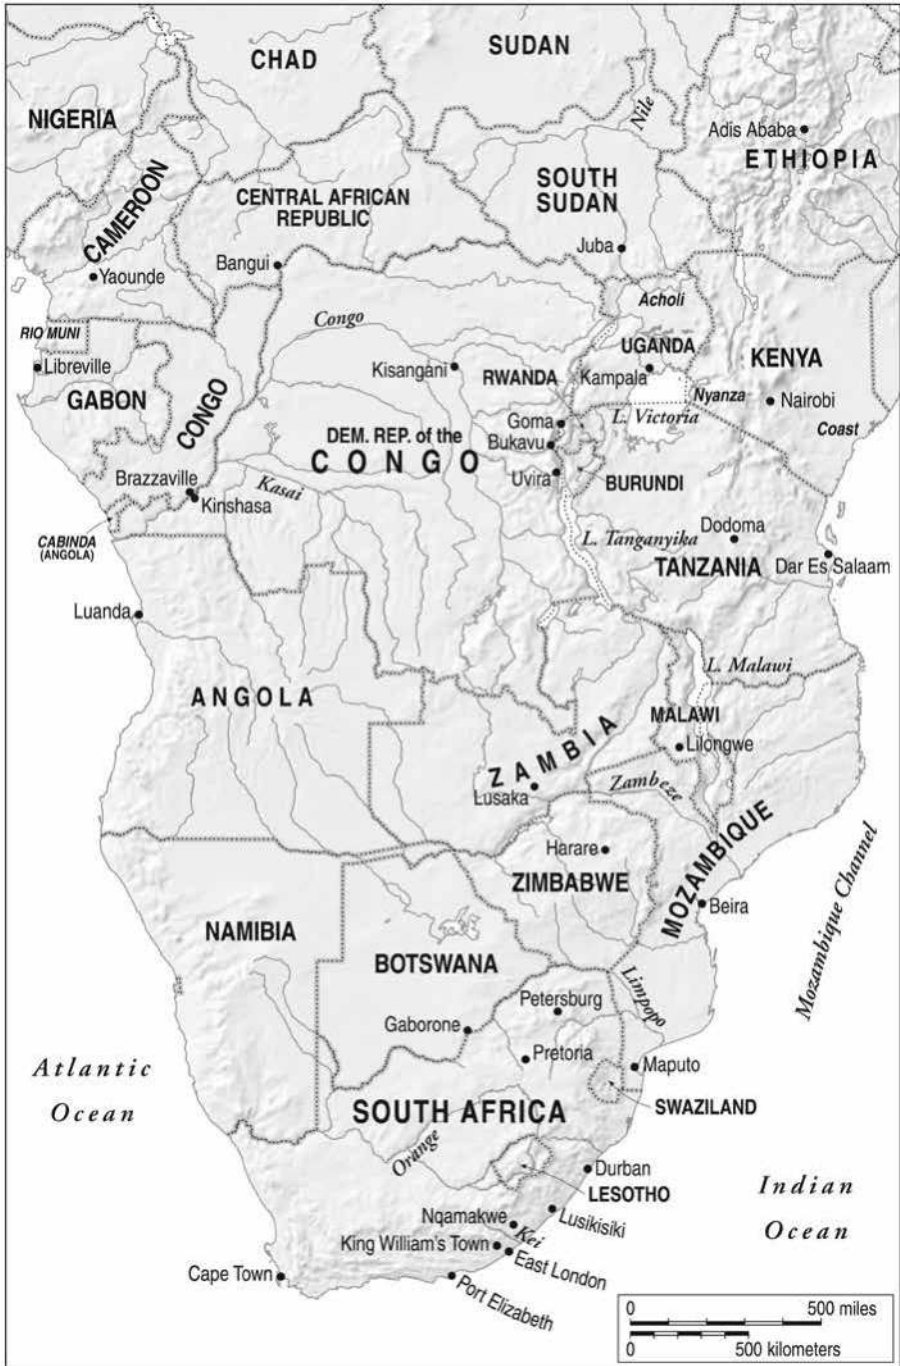 CHAD
SUDAN
NIGERIA
Nile
Adis Ababa
ETHIOPIA
CAMEROON
CENTRAL AFRICAN
REPUBLIC
SOUTH
SUDAN
Juba
Bangui
Yaounde
Acholi
Congo
RIO MUNI
UGANDA
KENYA
Libreville
Kisangani
RWANDA
Kampala
GABON
CONGO
Nyanza
Nairobi
Goma
L. Victoria
DEM. REP. of the
CONGO
Bukavu
Coast
Brazzaville
Kasai
Uvira
BURUNDI
Kinshasa
Dodoma
CABINDA
(ANGOLA)
L. Tanganyika
TANZANIA
Dar Es Salaam
Luanda
L. Malawi
ANGOLA
MALAWI
ZAMBIA
Lilongwe
Lusaka
Zambeze
Harare
MOZAMBIQUE
Mozambique Channel
ZIMBABWE
Beira
NAMIBIA
BOTSWANA
Limpopo
Petersburg
Gaborone
Pretoria
Maputo
Atlantic
Ocean
SWAZILAND
SOUTH AFRICA
Orange
Durban
LESOTHO
Indian
Ocean
Nqamakwe
Kei
Lusikisiki
King William's Town
East London
Cape Town
Port Elizabeth
0 500 miles
0 500 kilometers